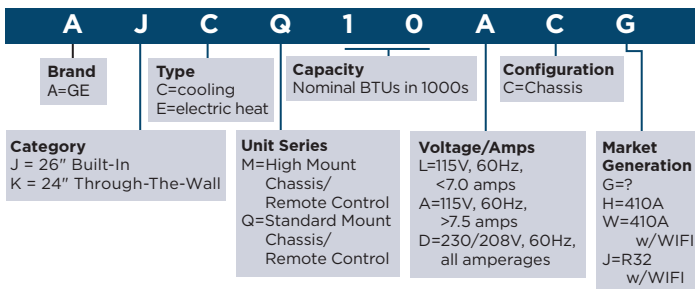 A J C Q 1 0 A C G
Brand
A=GE
Type
C=cooling
E=electric heat
Capacity
Nominal BTUs in 1000s
Configuration
C=Chassis
Category
J = 26" Built-In
K = 24" Through-The-Wall
Unit Series
M=High Mount
Chassis/
Remote Control
Q=Standard Mount
Chassis/
Remote Control
Voltage/Amps
L=115V, 60Hz,
<7.0 amps
A=115V, 60Hz,
>7.5 amps
D=230/208V, 60Hz,
all amperages
Market
Generation
G=?
H=410A
W=410A
w/WIFI
J=R32
w/WIFI